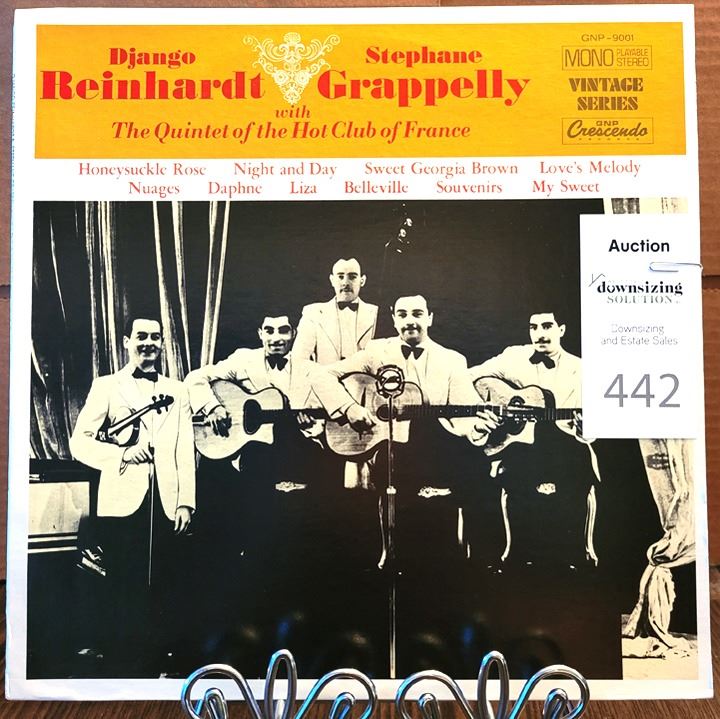 Django Stephane
Reinhardt Grappelly
with
The Quintet of the Hot Club of France
GNP-9001
MONO PLAYABLE STEREO
VINTAGE
SERIES
GNP
Crescendo
RECORDS
Honeysuckle Rose Night and Day Sweet Georgia Brown Love's Melody
Nuages Daphne Liza Belleville Souvenirs My Sweet
Auction
downsizing
SOLUTION
Downsizing
and Estate Sales
442